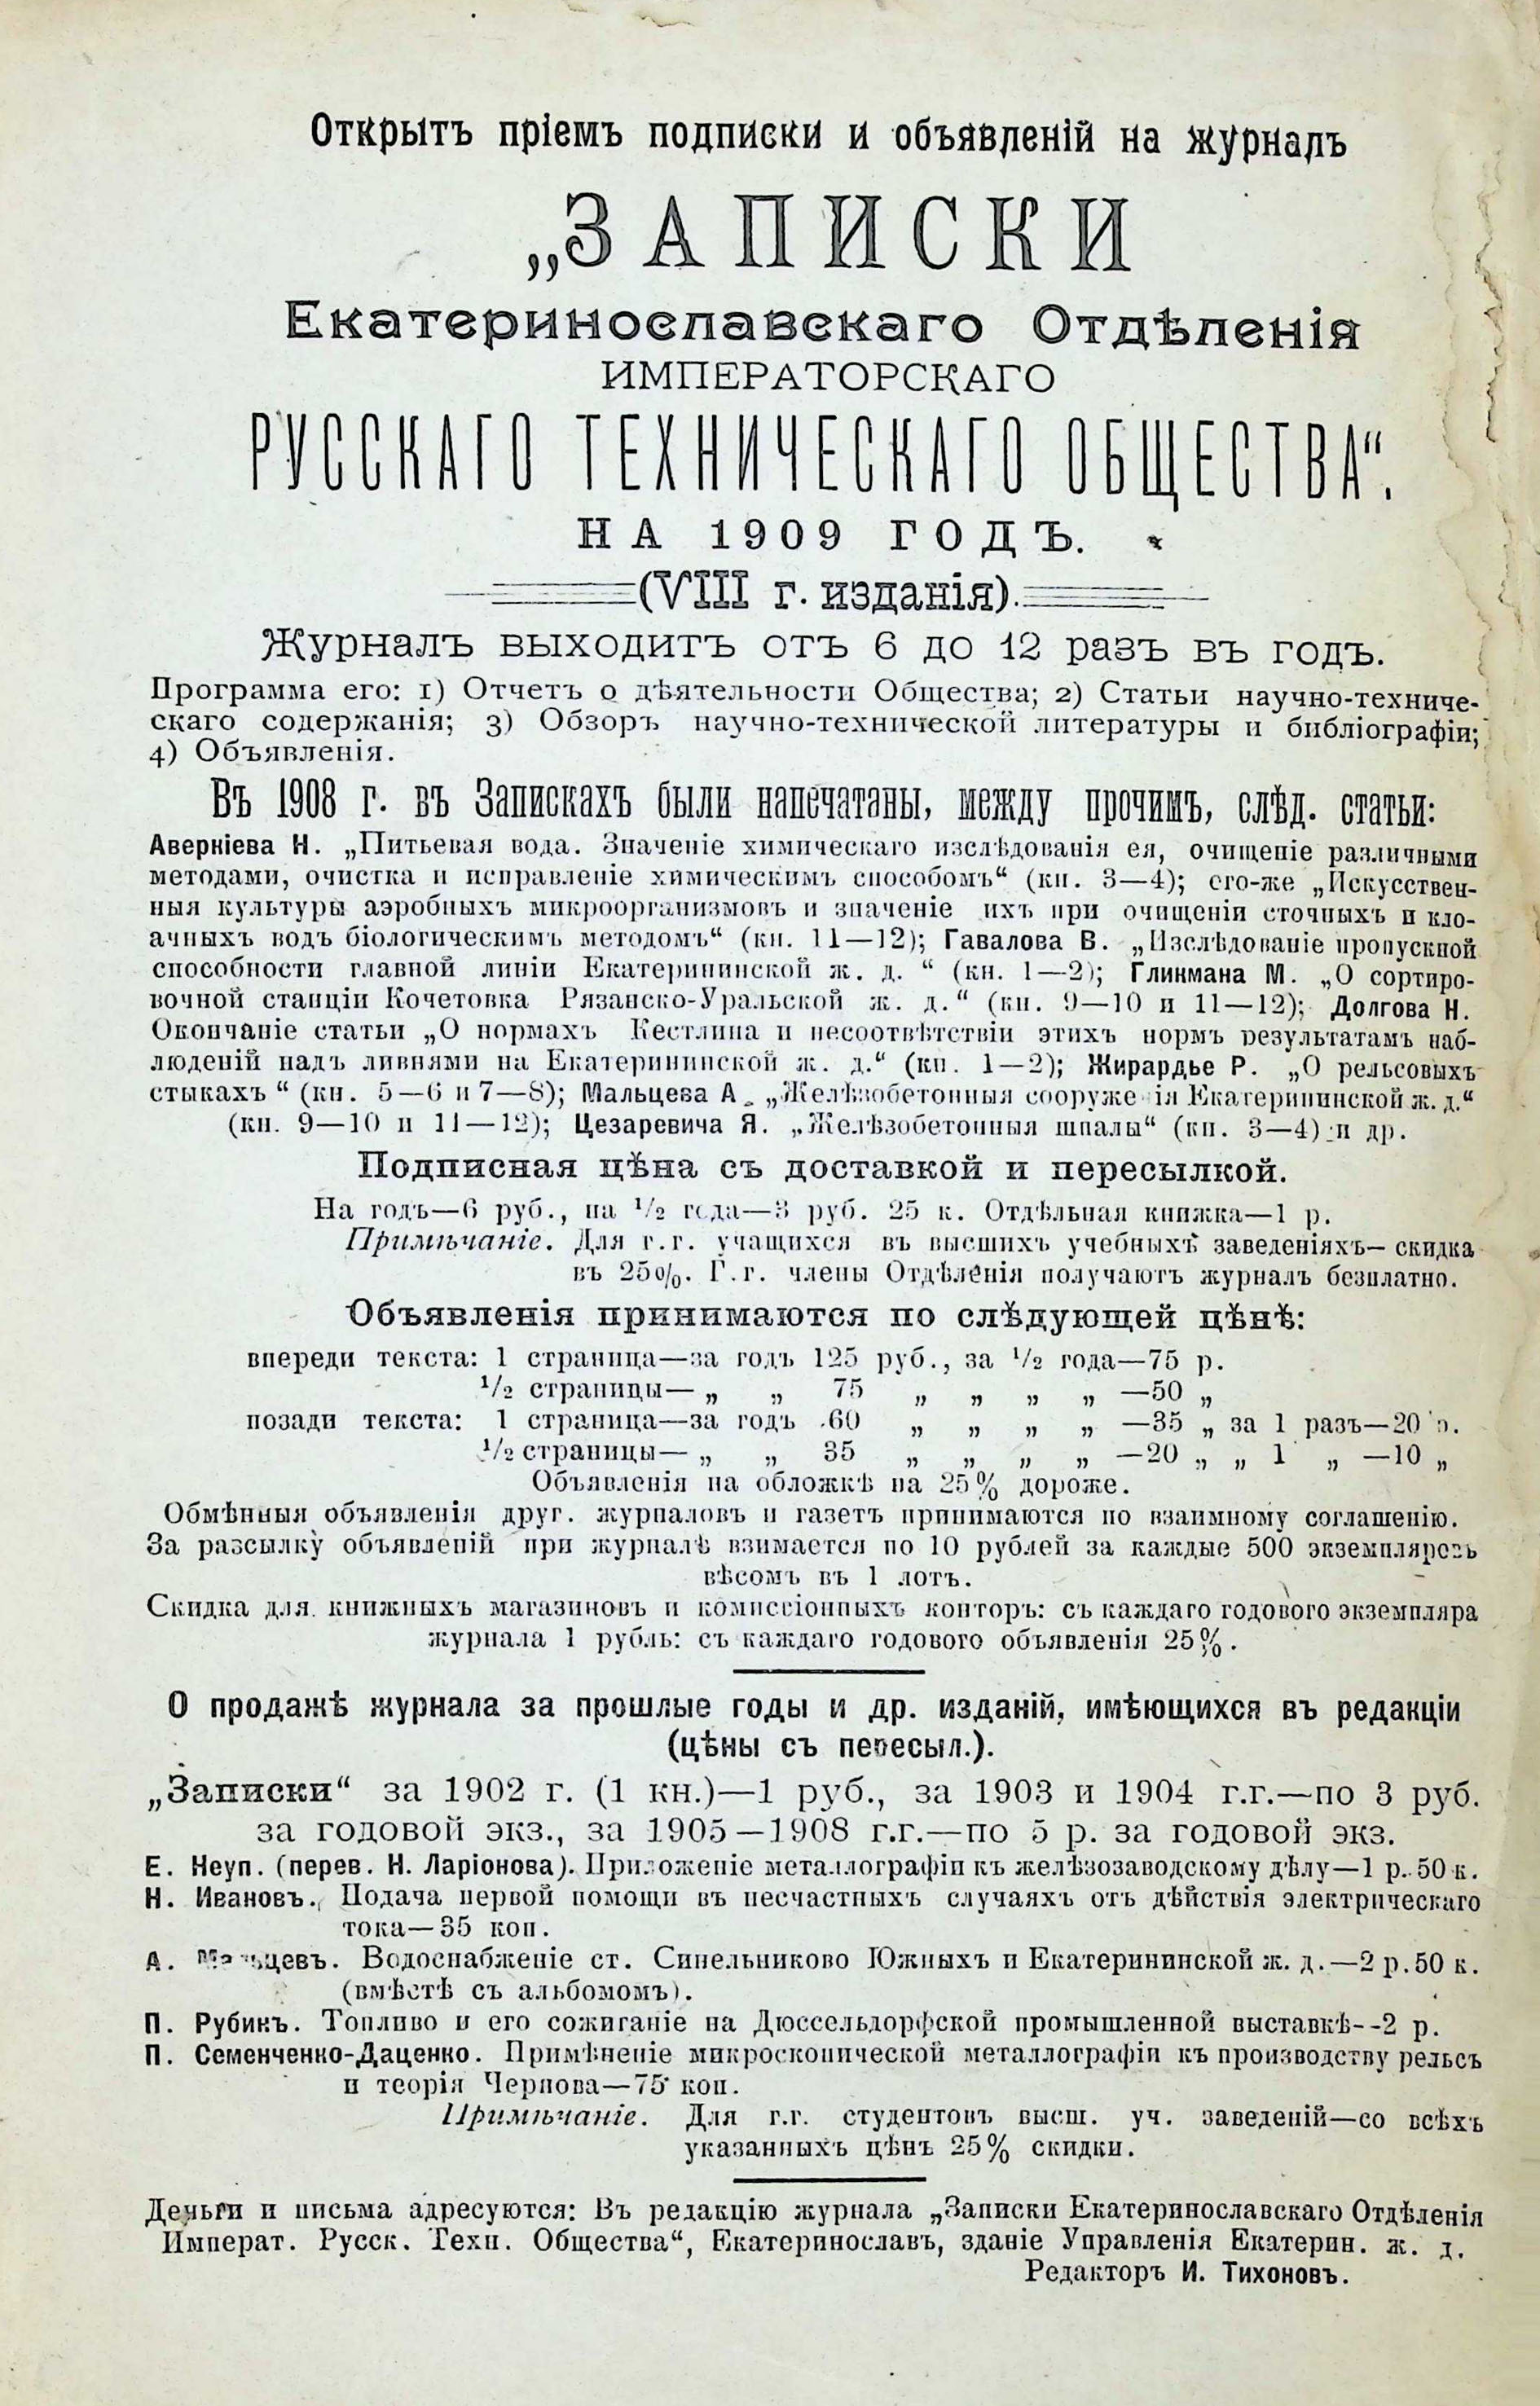 Открытъ пріемъ подписки и объявленій на журналъ
„ЗАПИСКИ
Екатеринославскаго Отдѣленія
ИМПЕРАТОРСКАГО
РУССКАГО ТЕХНИЧЕСКАГО ОБЩЕСТВА“.
НА 1909 ГОДЪ.
(VIII г. изданія).
Журналъ выходитъ отъ 6 до 12 разъ въ годъ.
Программа его: 1) Отчетъ о дѣятельности Общества; 2) Статьи научно-техниче-
скаго содержанія; 3) Обзоръ научно-технической литературы и библіографіи;
4) Объявленія.
Въ 1908 г. въ Запискахъ были напечатаны, между прочимъ, слѣд. статьи:
Аверкіева Н. „Питьевая вода. Значеніе химическаго изслѣдованія ея, очищеніе различными
методами, очистка и исправленіе химическимъ способомъ“ (кн. 3—4); его-же „Искусствен-
ныя культуры аэробныхъ микроорганизмовъ и значеніе ихъ при очищеніи сточныхъ и кло-
ачныхъ водъ біологическимъ методомъ“ (кн. 11—12); Гавалова В. „Изслѣдованіе пропускной
способности главной линіи Екатерининской ж. д. “ (кн. 1—2); Гликмана М. „О сортиро-
вочной станціи Кочетовка Рязанско-Уральской ж. д.“ (кн. 9—10 и 11—12); Долгова Н.
Окончаніе статьи „О нормахъ Кестлина и несоотвѣтствіи этихъ нормъ результатамъ наб-
люденій надъ ливнями на Екатерининской ж. д.“ (кн. 1—2); Жирардье Р. „О рельсовыхъ
стыкахъ “ (кн. 5—6 и 7—8); Мальцева А. „Желѣзобетонныя сооруже ія Екатерининской ж. д.“
(кн. 9—10 и 11—12); Цезаревича Я. „Желѣзобетонныя шпалы“ (кн. 3—4) и др.
Подписная цѣна съ доставкой и пересылкой.
На годъ—6 руб., на ½ года—3 руб. 25 к. Отдѣльная книжка—1 р.
Примѣчаніе. Для г.г. учащихся въ высшихъ учебныхъ заведеніяхъ—скидка
въ 25%. Г.г. члены Отдѣленія получаютъ журналъ безплатно.
Объявленія принимаются по слѣдующей цѣнѣ:
впереди текста: 1 страница—за годъ 125 руб., за ½ года—75 р.
½ страницы— „ „ 75 „ „ „ „ —50 „
позади текста: 1 страница—за годъ 60 „ „ „ „ —35 „ за 1 разъ—20 р.
½ страницы— „ „ 35 „ „ „ „ —20 „ „ 1 „ —10 „
Объявленія на обложкѣ на 25% дороже.
Обмѣнныя объявленія друг. журналовъ и газетъ принимаются по взаимному соглашенію.
За разсылку объявленій при журналѣ взимается по 10 рублей за каждые 500 экземпляровъ
вѣсомъ въ 1 лотъ.
Скидка для книжныхъ магазиновъ и комиссіонныхъ конторъ: съ каждаго годового экземпляра
журнала 1 рубль: съ каждаго годового объявленія 25%.
О продажѣ журнала за прошлые годы и др. изданій, имѣющихся въ редакціи
(цѣны съ пересыл.).
„Записки“ за 1902 г. (1 кн.)—1 руб., за 1903 и 1904 г.г.—по 3 руб.
за годовой экз., за 1905—1908 г.г.—по 5 р. за годовой экз.
Е. Неуп. (перев. Н. Ларіонова). Приложеніе металлографіи къ желѣзозаводскому дѣлу—1 р. 50 к.
Н. Ивановъ. Подача первой помощи въ несчастныхъ случаяхъ отъ дѣйствія электрическаго
тока—35 коп.
А. Мальцевъ. Водоснабженіе ст. Синельниково Южныхъ и Екатерининской ж. д.—2 р. 50 к.
(вмѣстѣ съ альбомомъ).
П. Рубинъ. Топливо и его сожиганіе на Дюссельдорфской промышленной выставкѣ--2 р.
П. Семенченко-Даценко. Примѣненіе микроскопической металлографіи къ производству рельсъ
и теорія Чернова—75 коп.
Примѣчаніе. Для г.г. студентовъ высш. уч. заведеній—со всѣхъ
указанныхъ цѣнъ 25% скидки.
Деньги и письма адресуются: Въ редакцію журнала „Записки Екатеринославскаго Отдѣленія
Императ. Русск. Техн. Общества“, Екатеринославъ, зданіе Управленія Екатерин. ж. д.
Редакторъ И. Тихоновъ.